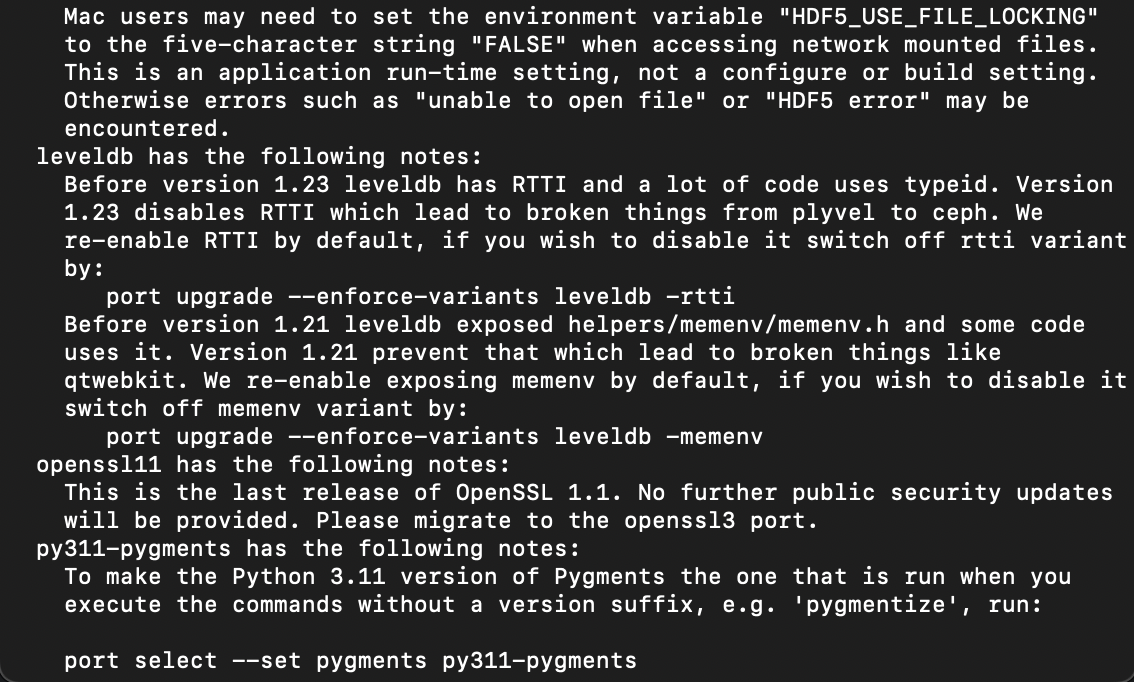 Mac users may need to set the environment variable "HDF5_USE_FILE_LOCKING"
to the five-character string "FALSE" when accessing network mounted files.
This is an application run-time setting, not a configure or build setting.
Otherwise errors such as "unable to open file" or "HDF5 error" may be
encountered.
leveldb has the following notes:
Before version 1.23 leveldb has RTTI and a lot of code uses typeid. Version
1.23 disables RTTI which lead to broken things from plyvel to ceph. We
re-enable RTTI by default, if you wish to disable it switch off rtti variant
by:
port upgrade --enforce-variants leveldb -rtti
Before version 1.21 leveldb exposed helpers/memenv/memenv.h and some code
uses it. Version 1.21 prevent that which lead to broken things like
qtwebkit. We re-enable exposing memenv by default, if you wish to disable it
switch off memenv variant by:
port upgrade --enforce-variants leveldb -memenv
openssl11 has the following notes:
This is the last release of OpenSSL 1.1. No further public security updates
will be provided. Please migrate to the openssl3 port.
py311-pygments has the following notes:
To make the Python 3.11 version of Pygments the one that is run when you
execute the commands without a version suffix, e.g. 'pygmentize', run:
port select --set pygments py311-pygments